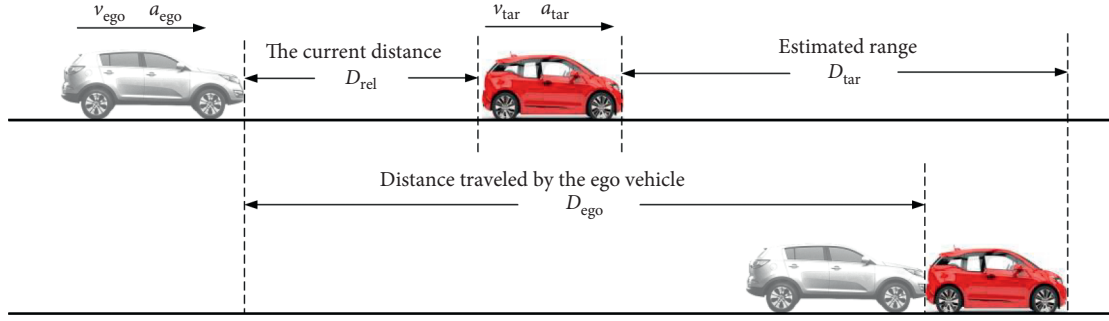 v_ego a_ego
v_tar a_tar
The current distance
D_rel
Estimated range
D_tar
Distance traveled by the ego vehicle
D_ego